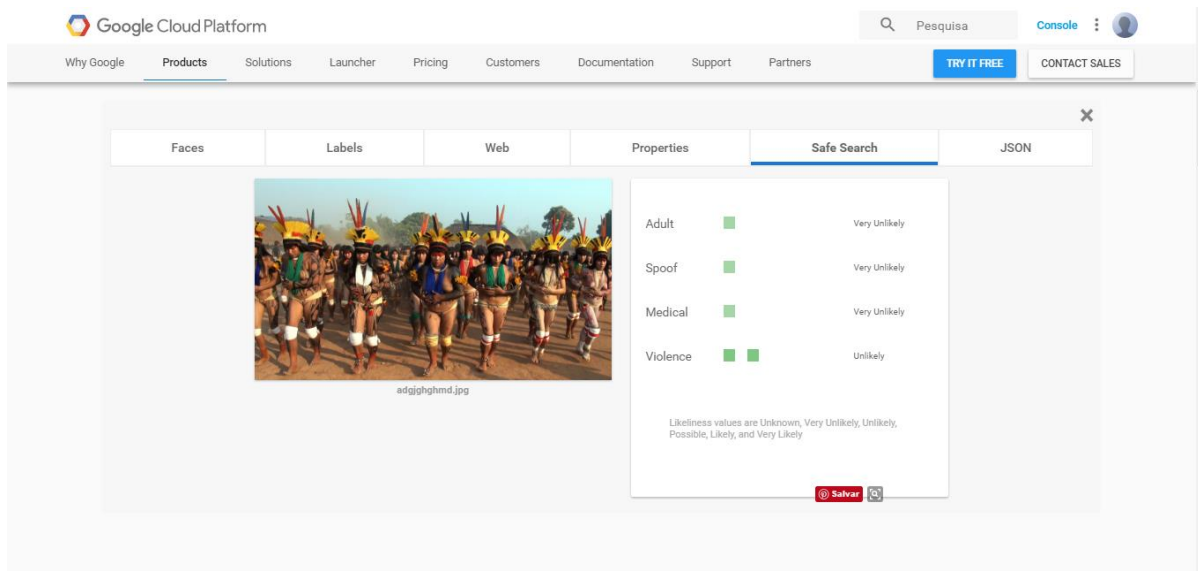 Google Cloud Platform
Pesquisa
Console
Why Google Products Solutions Launcher Pricing Customers Documentation Support Partners
TRY IT FREE
CONTACT SALES
Faces Labels Web Properties Safe Search JSON
Adult Very Unlikely
Spoof Very Unlikely
Medical Very Unlikely
Violence Unlikely
adgjghghmd.jpg
Likeliness values are Unknown, Very Unlikely, Unlikely,
Possible, Likely, and Very Likely
Salvar